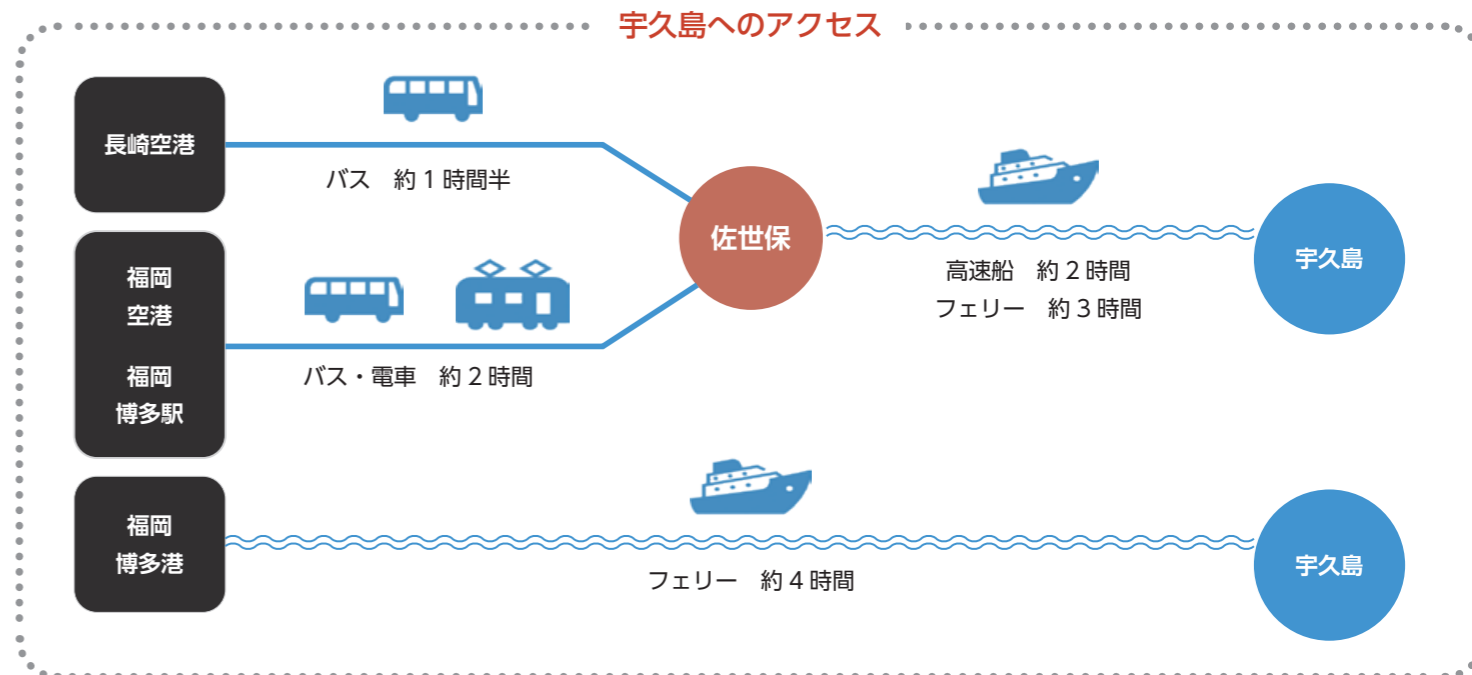 宇久島へのアクセス
長崎空港
バス　約 1 時間半
福岡
空港
福岡
博多駅
バス・電車　約 2 時間
佐世保
高速船　約 2 時間
フェリー　約 3 時間
宇久島
福岡
博多港
フェリー　約 4 時間
宇久島